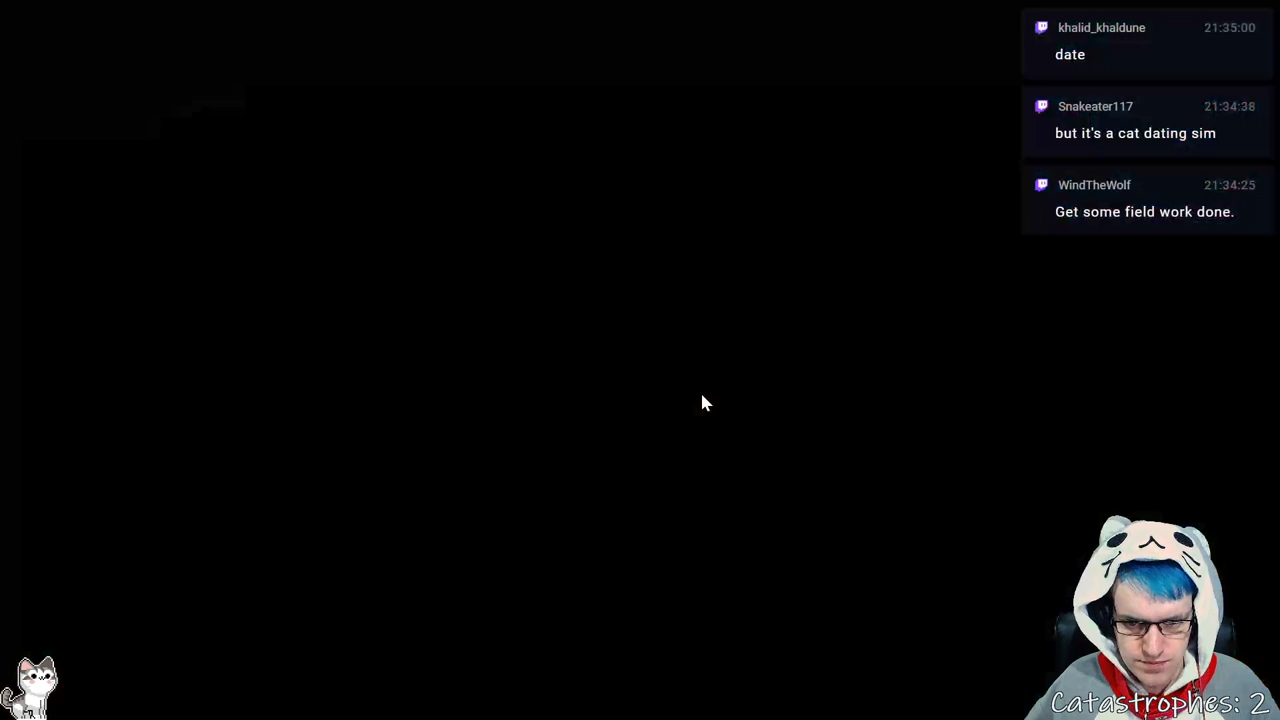 khalid_khaldune 21:35:00
date
Snakeater117 21:34:38
but it's a cat dating sim
WindTheWolf 21:34:25
Get some field work done.
Catastrophes: 2